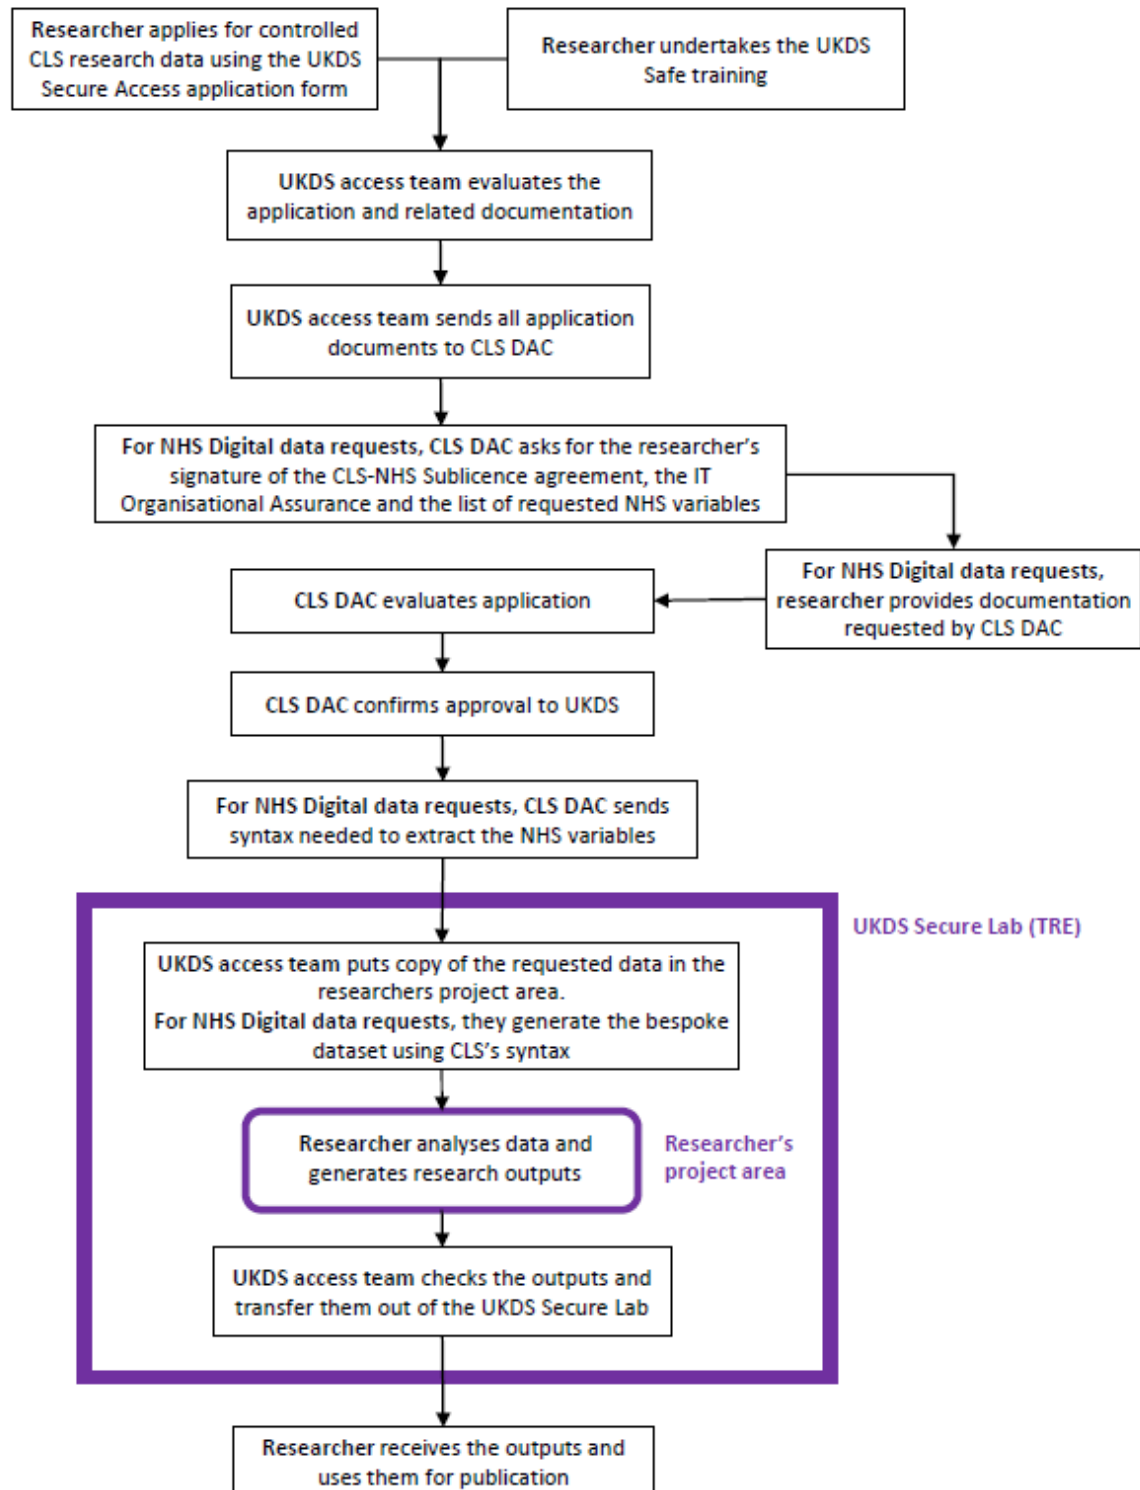 Researcher applies for controlled
CLS research data using the UKDS
Secure Access application form
Researcher undertakes the UKDS
Safe training
UKDS access team evaluates the
application and related documentation
UKDS access team sends all application
documents to CLS DAC
For NHS Digital data requests, CLS DAC asks for the researcher's
signature of the CLS-NHS Sublicence agreement, the IT
Organisational Assurance and the list of requested NHS variables
For NHS Digital data requests,
researcher provides documentation
requested by CLS DAC
CLS DAC evaluates application
CLS DAC confirms approval to UKDS
For NHS Digital data requests, CLS DAC sends
syntax needed to extract the NHS variables
UKDS Secure Lab (TRE)
UKDS access team puts copy of the requested data in the
researchers project area.
For NHS Digital data requests, they generate the bespoke
dataset using CLS's syntax
Researcher analyses data and
generates research outputs
Researcher's
project area
UKDS access team checks the outputs and
transfer them out of the UKDS Secure Lab
Researcher receives the outputs and
uses them for publication